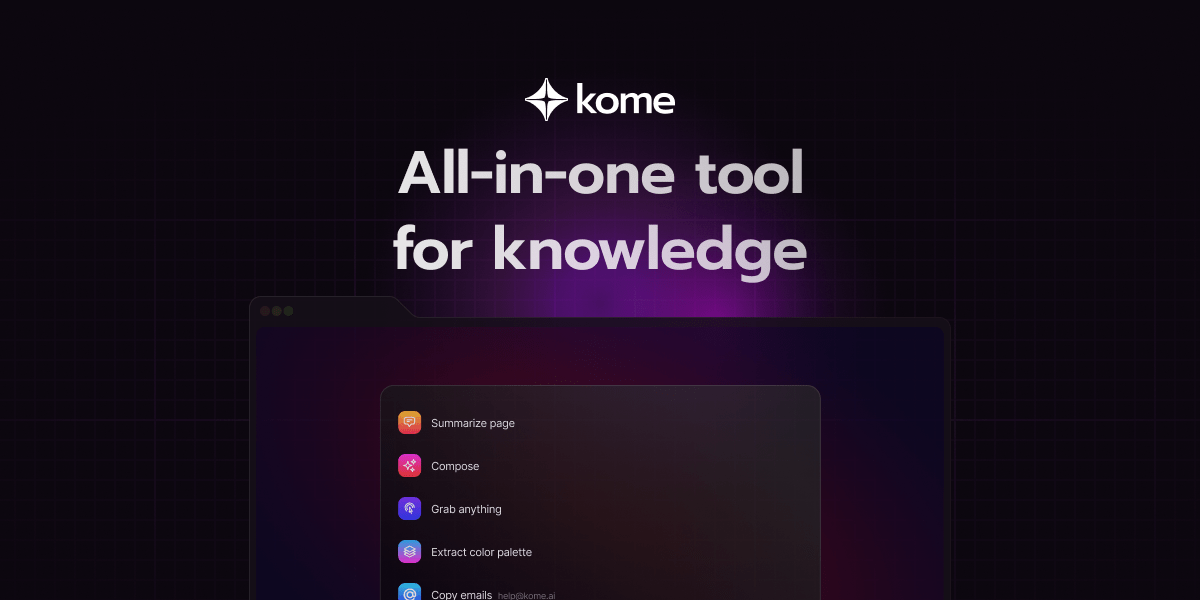 kome
All-in-one tool
for knowledge
Summarize page
Compose
Grab anything
Extract color palette
Copy emails help@kome.ai